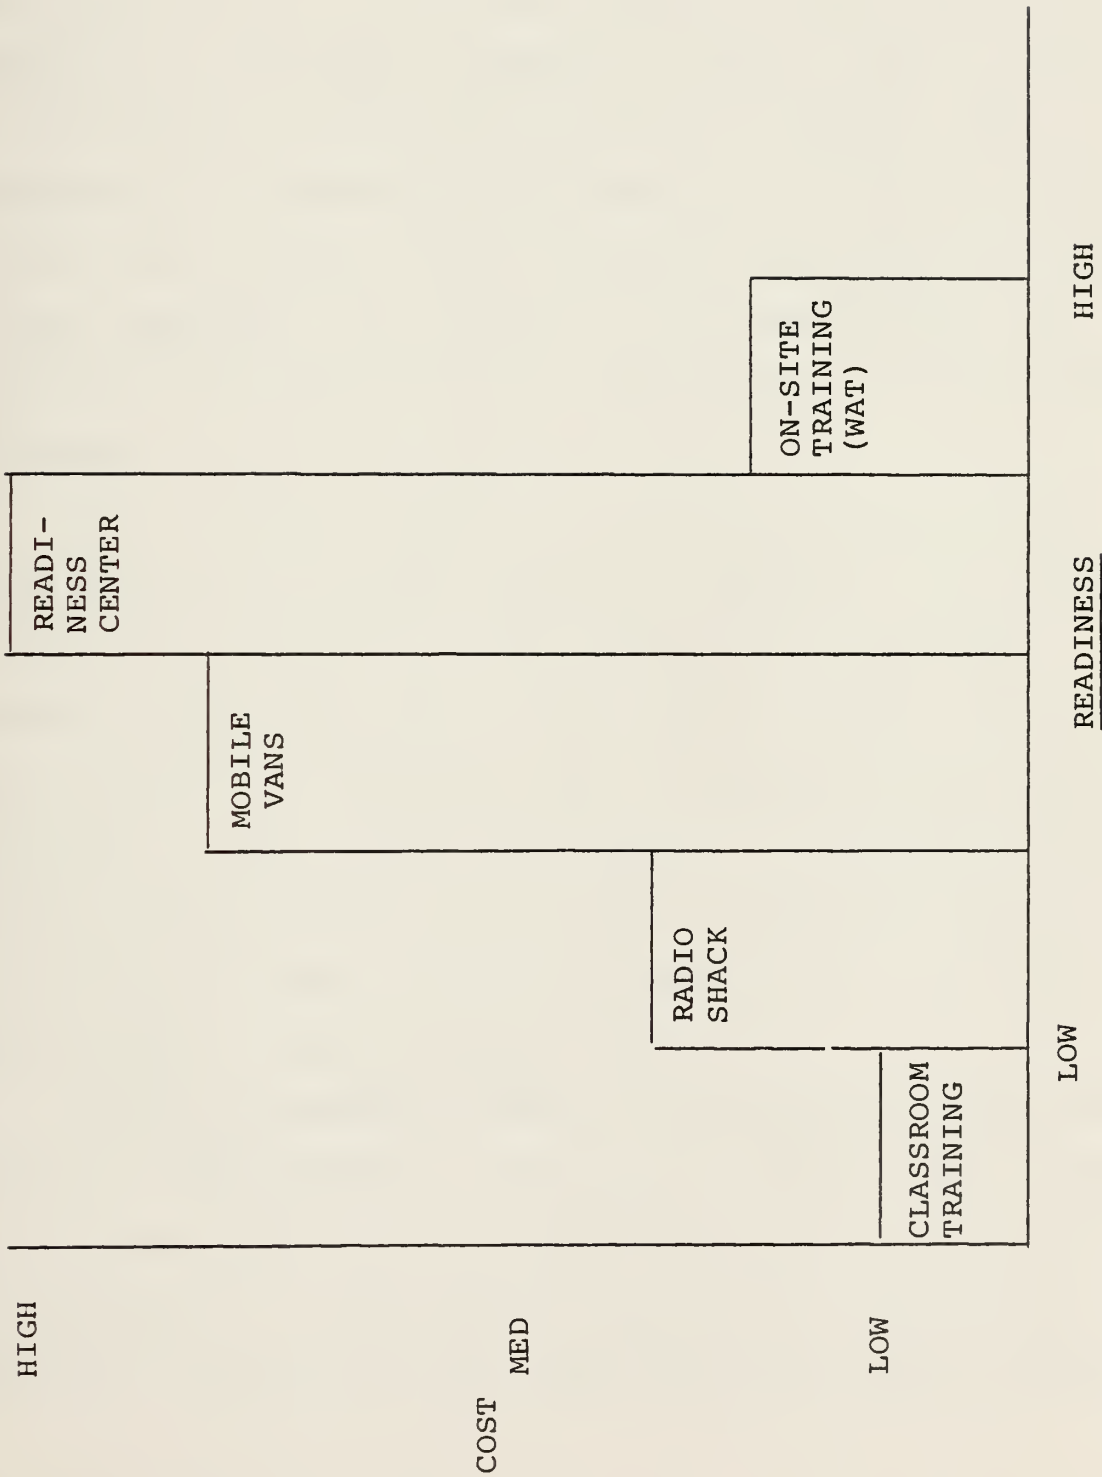 HIGH
MED
COST
LOW
READI-
NESS
CENTER
MOBILE
VANS
RADIO
SHACK
ON-SITE
TRAINING
(WAT)
CLASSROOM
TRAINING
LOW
HIGH
READINESS